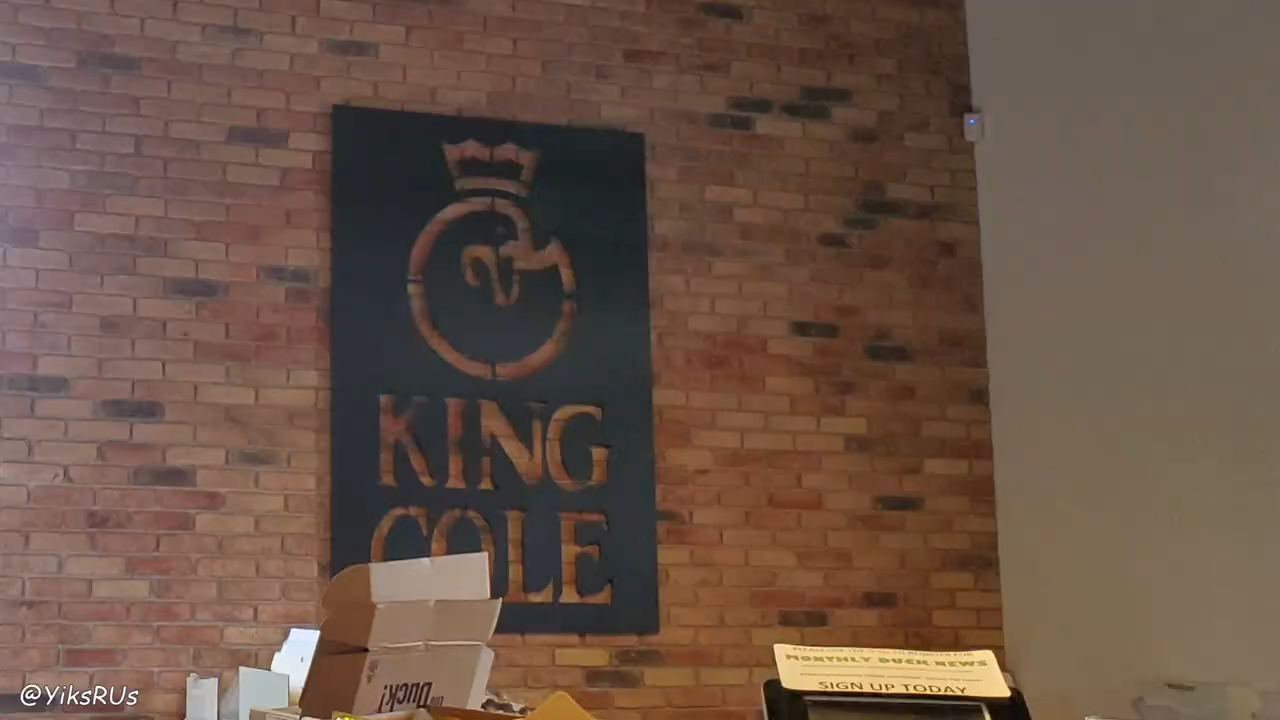 KING
COLE
Duck!
MONTHLY DUCK NEWS
SIGN UP TODAY
@YiksRUs